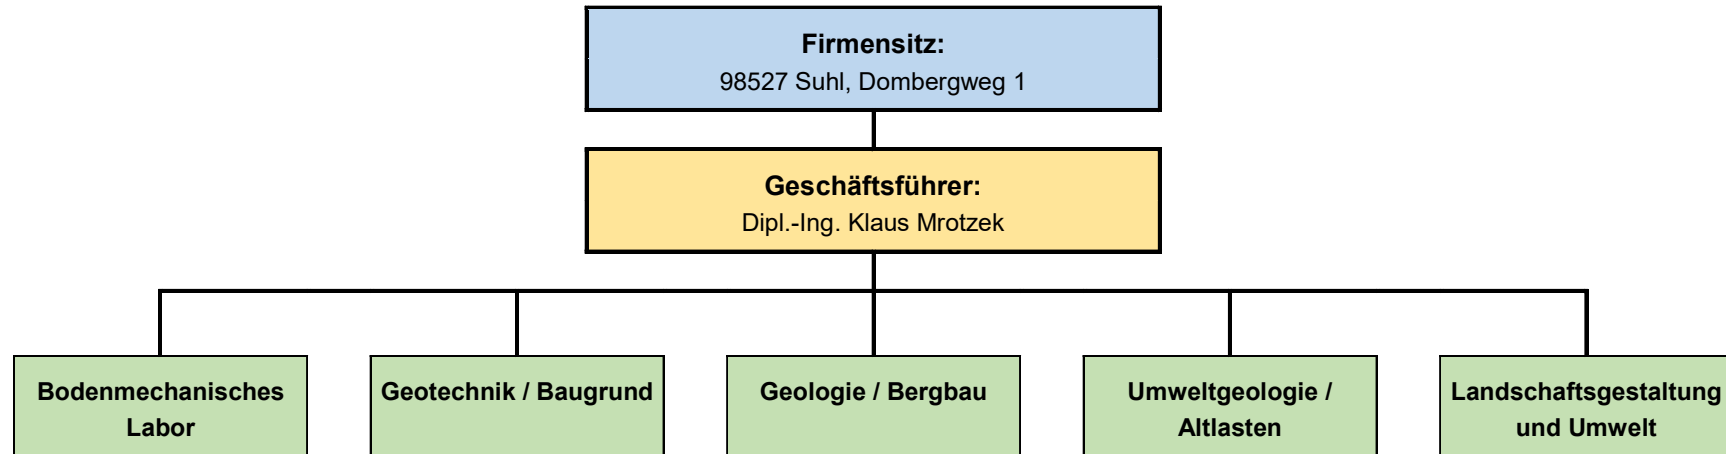 Firmensitz:
98527 Suhl, Dombergweg 1
Geschäftsführer:
Dipl.-Ing. Klaus Mrotzek
Bodenmechanisches
Labor
Geotechnik / Baugrund
Geologie / Bergbau
Umweltgeologie /
Altlasten
Landschaftsgestaltung
und Umwelt